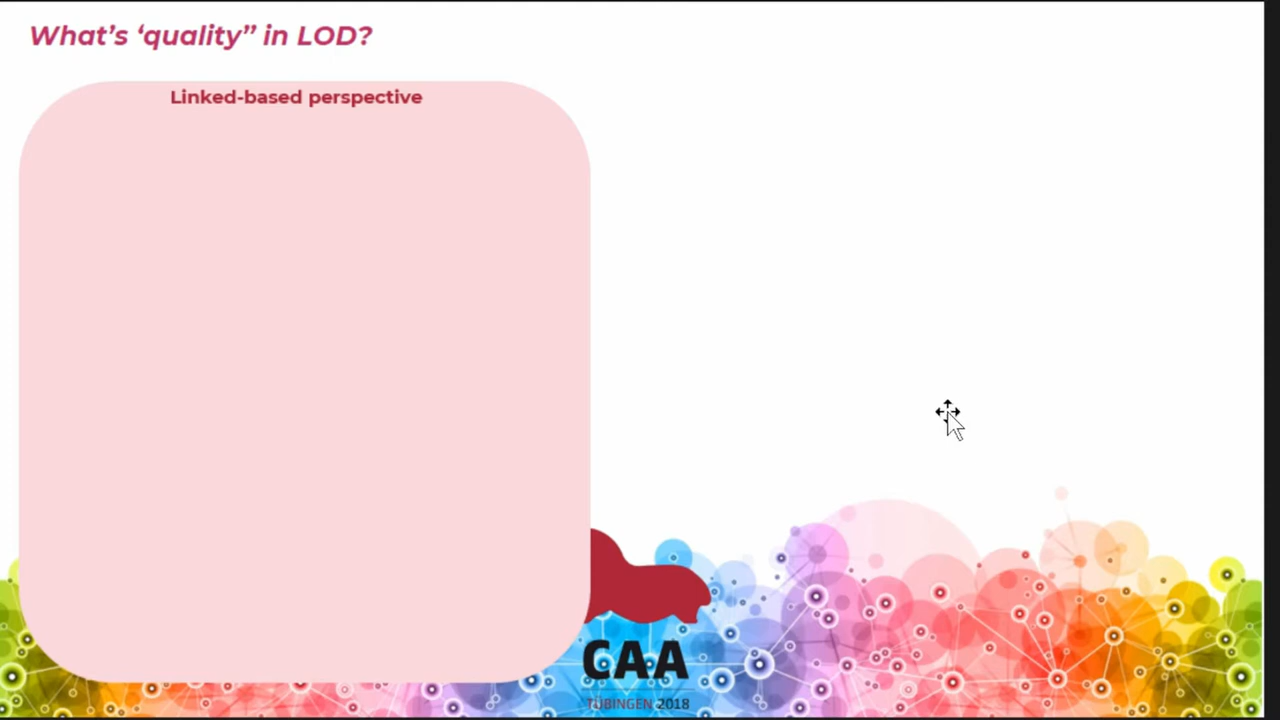 What’s ‘quality” in LOD?
Linked-based perspective
CAA
TÜBINGEN 2018